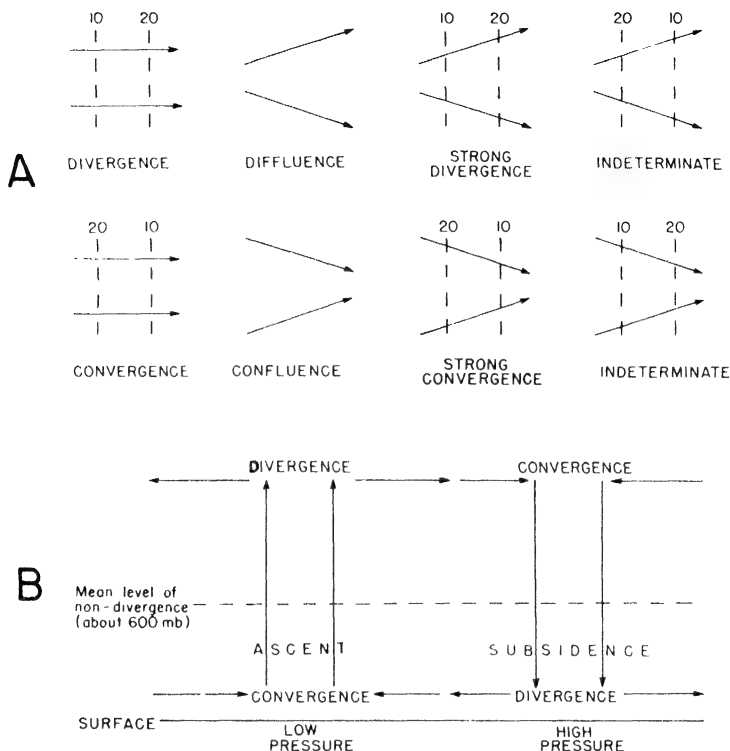 10 20
10 20
20 10
A
DIVERGENCE
DIFFLUENCE
STRONG
DIVERGENCE
INDETERMINATE
20 10
20 10
10 20
CONVERGENCE
CONFLUENCE
STRONG
CONVERGENCE
INDETERMINATE
B
DIVERGENCE
CONVERGENCE
Mean level of
non-divergence
(about 600 mb)
ASCENT
SUBSIDENCE
CONVERGENCE
DIVERGENCE
SURFACE
LOW
PRESSURE
HIGH
PRESSURE